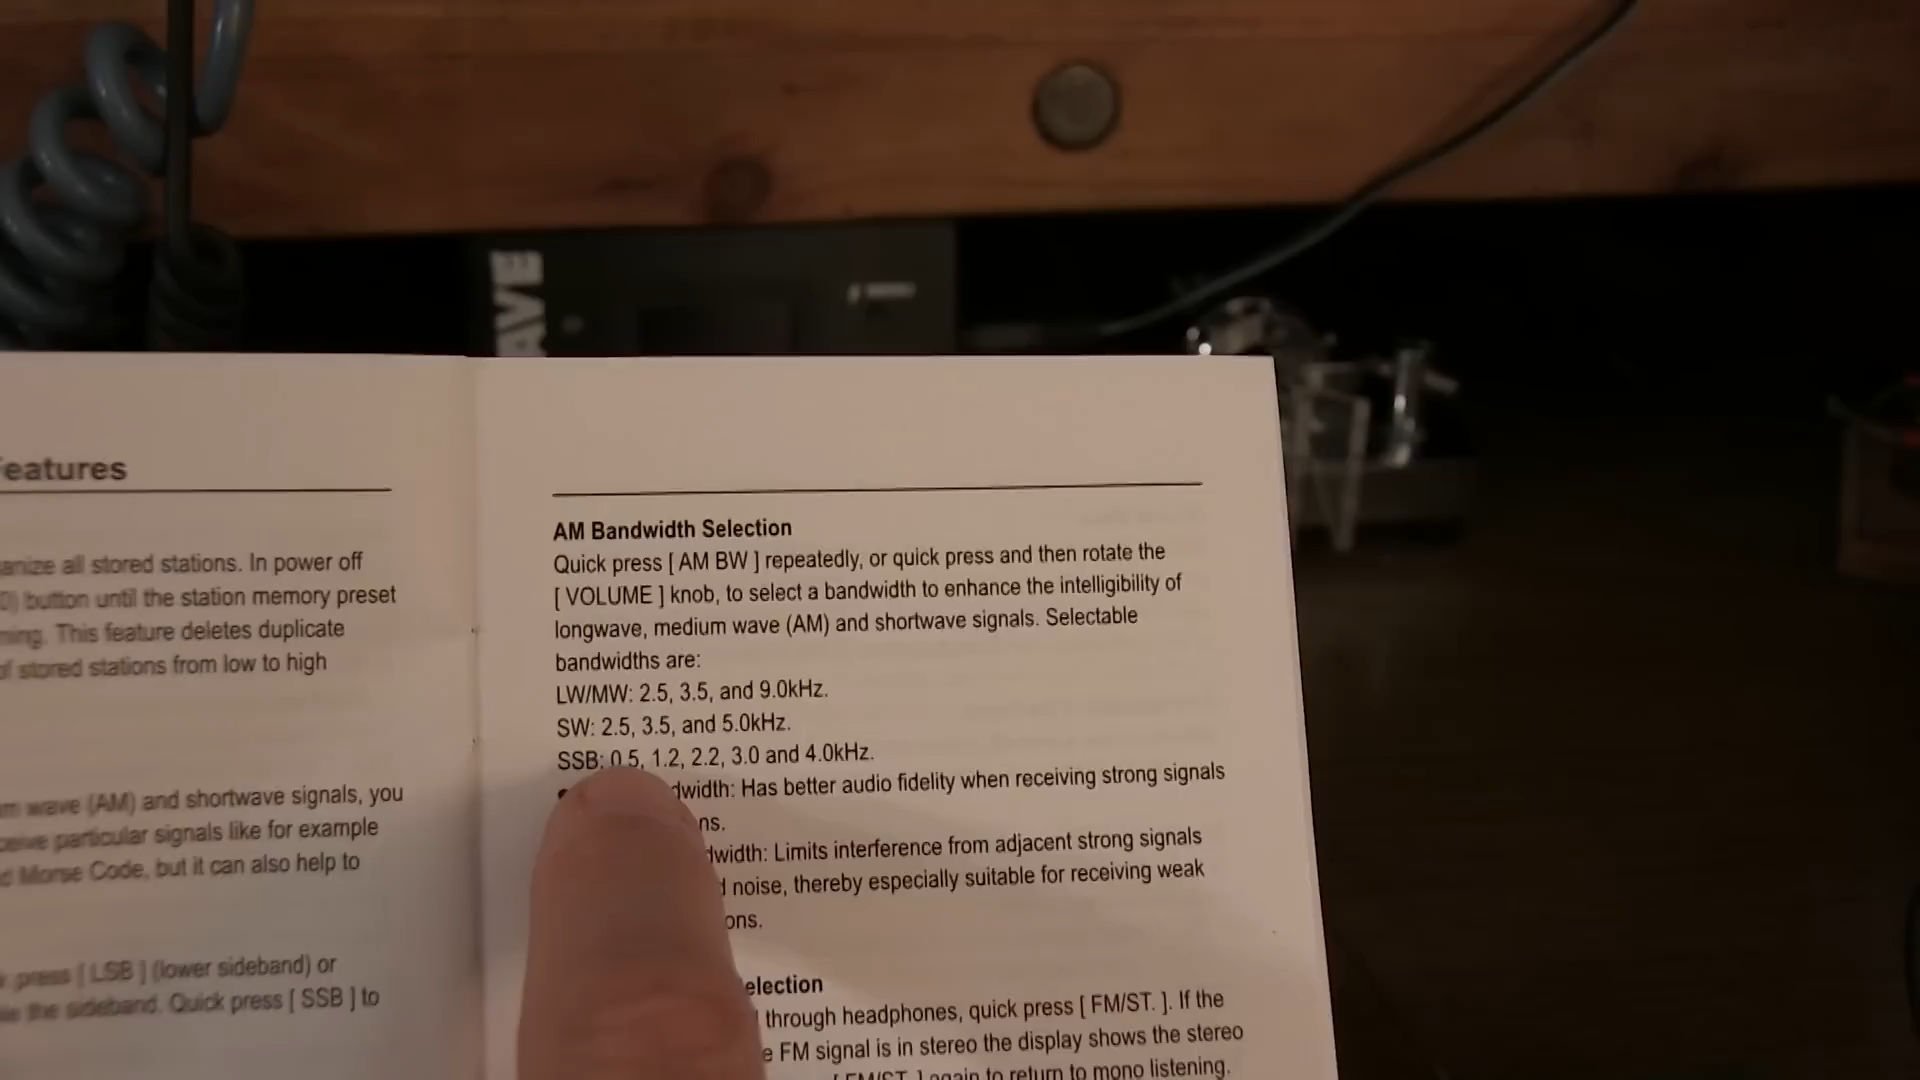 AVE
eatures
anize all stored stations. In power off
button until the station memory preset
ning. This feature deletes duplicate
of stored stations from low to high
m wave (AM) and shortwave signals, you
ceive particular signals like for example
d Morse Code, but it can also help to
press [ LSB ] (lower sideband) or
the sideband. Quick press [ SSB ] to
AM Bandwidth Selection
Quick press [ AM BW ] repeatedly, or quick press and then rotate the
[ VOLUME ] knob, to select a bandwidth to enhance the intelligibility of
longwave, medium wave (AM) and shortwave signals. Selectable
bandwidths are:
LW/MW: 2.5, 3.5, and 9.0kHz.
SW: 2.5, 3.5, and 5.0kHz.
SSB: 0.5, 1.2, 2.2, 3.0 and 4.0kHz.
dwidth: Has better audio fidelity when receiving strong signals
ns.
dwidth: Limits interference from adjacent strong signals
d noise, thereby especially suitable for receiving weak
ons.
election
through headphones, quick press [ FM/ST. ]. If the
e FM signal is in stereo the display shows the stereo
[ FM/ST. ] again to return to mono listening.